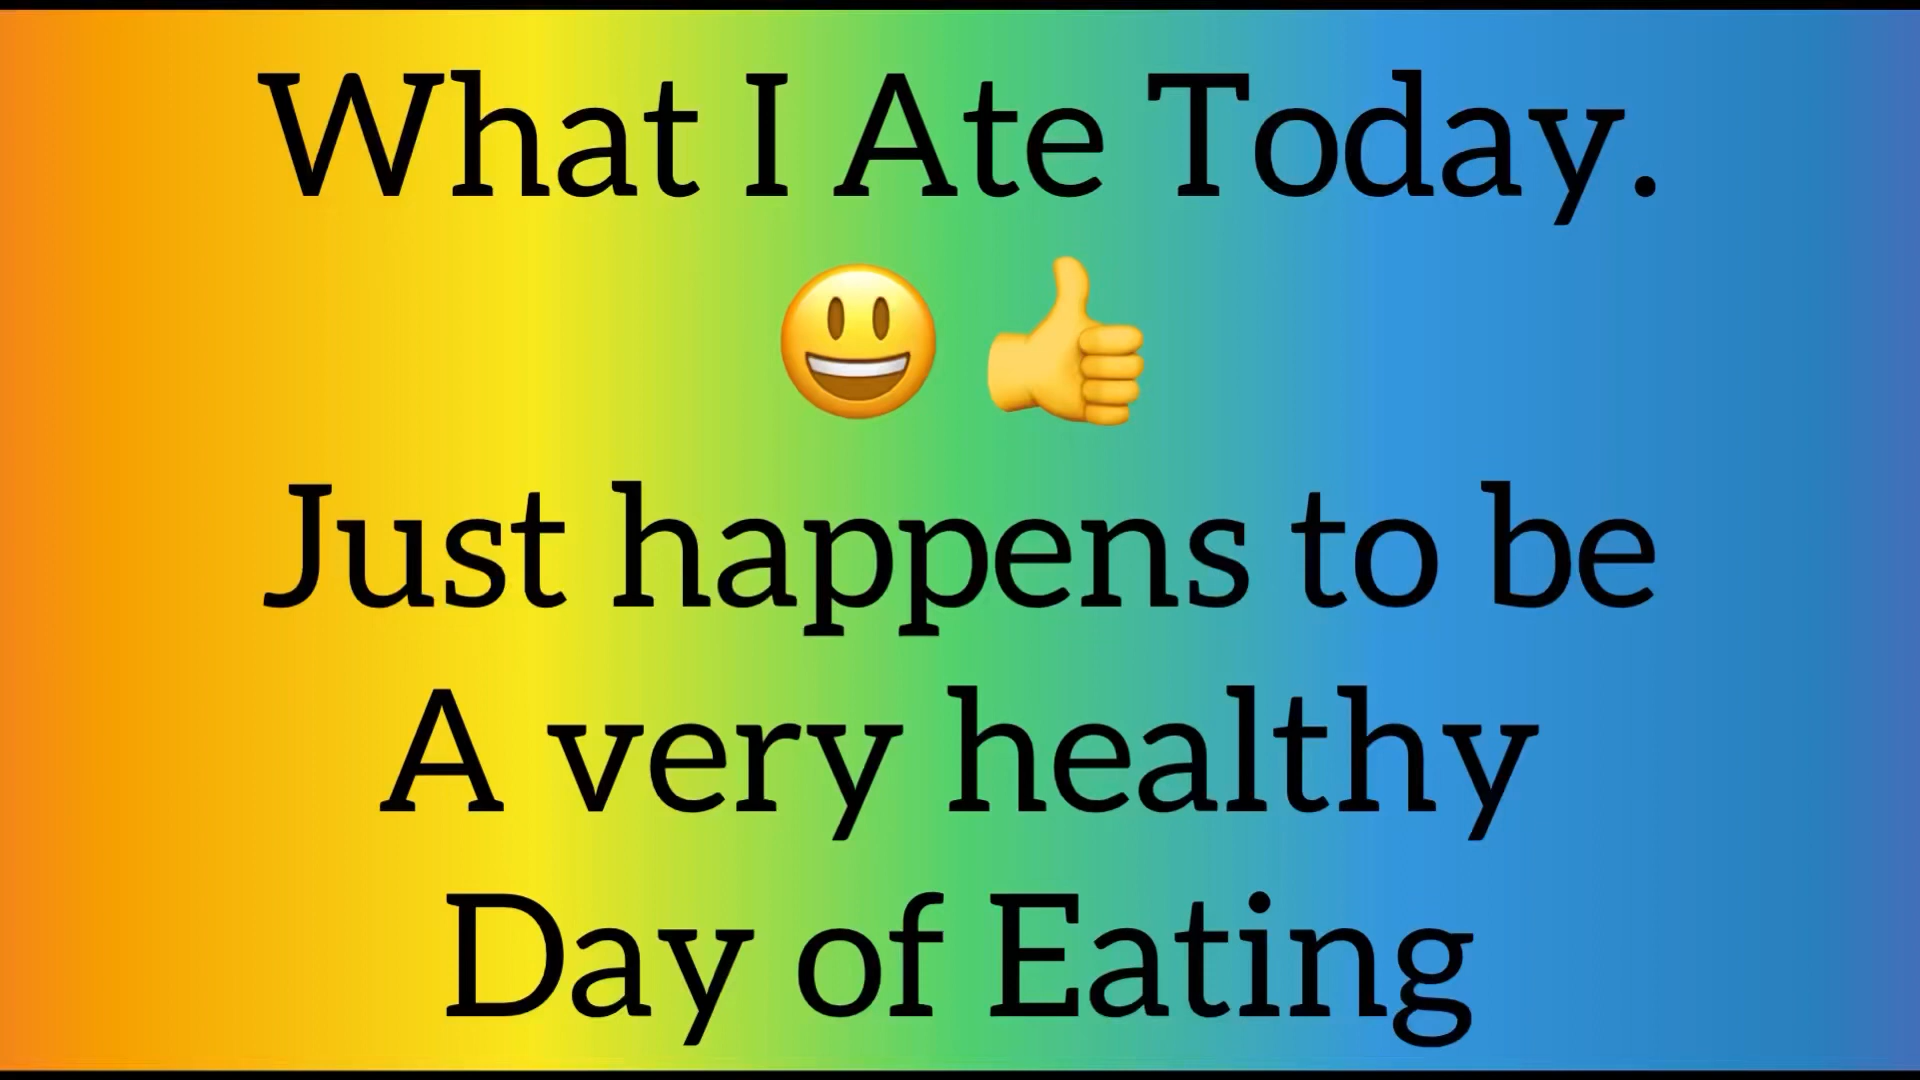 What I Ate Today.
😃 👍
Just happens to be
A very healthy
Day of Eating